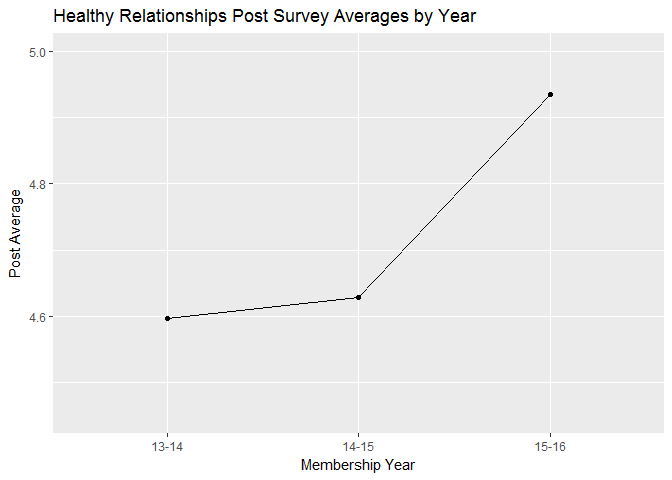 Healthy Relationships Post Survey Averages by Year
5.0
4.8
4.6
Post Average
13-14 14-15 15-16
Membership Year